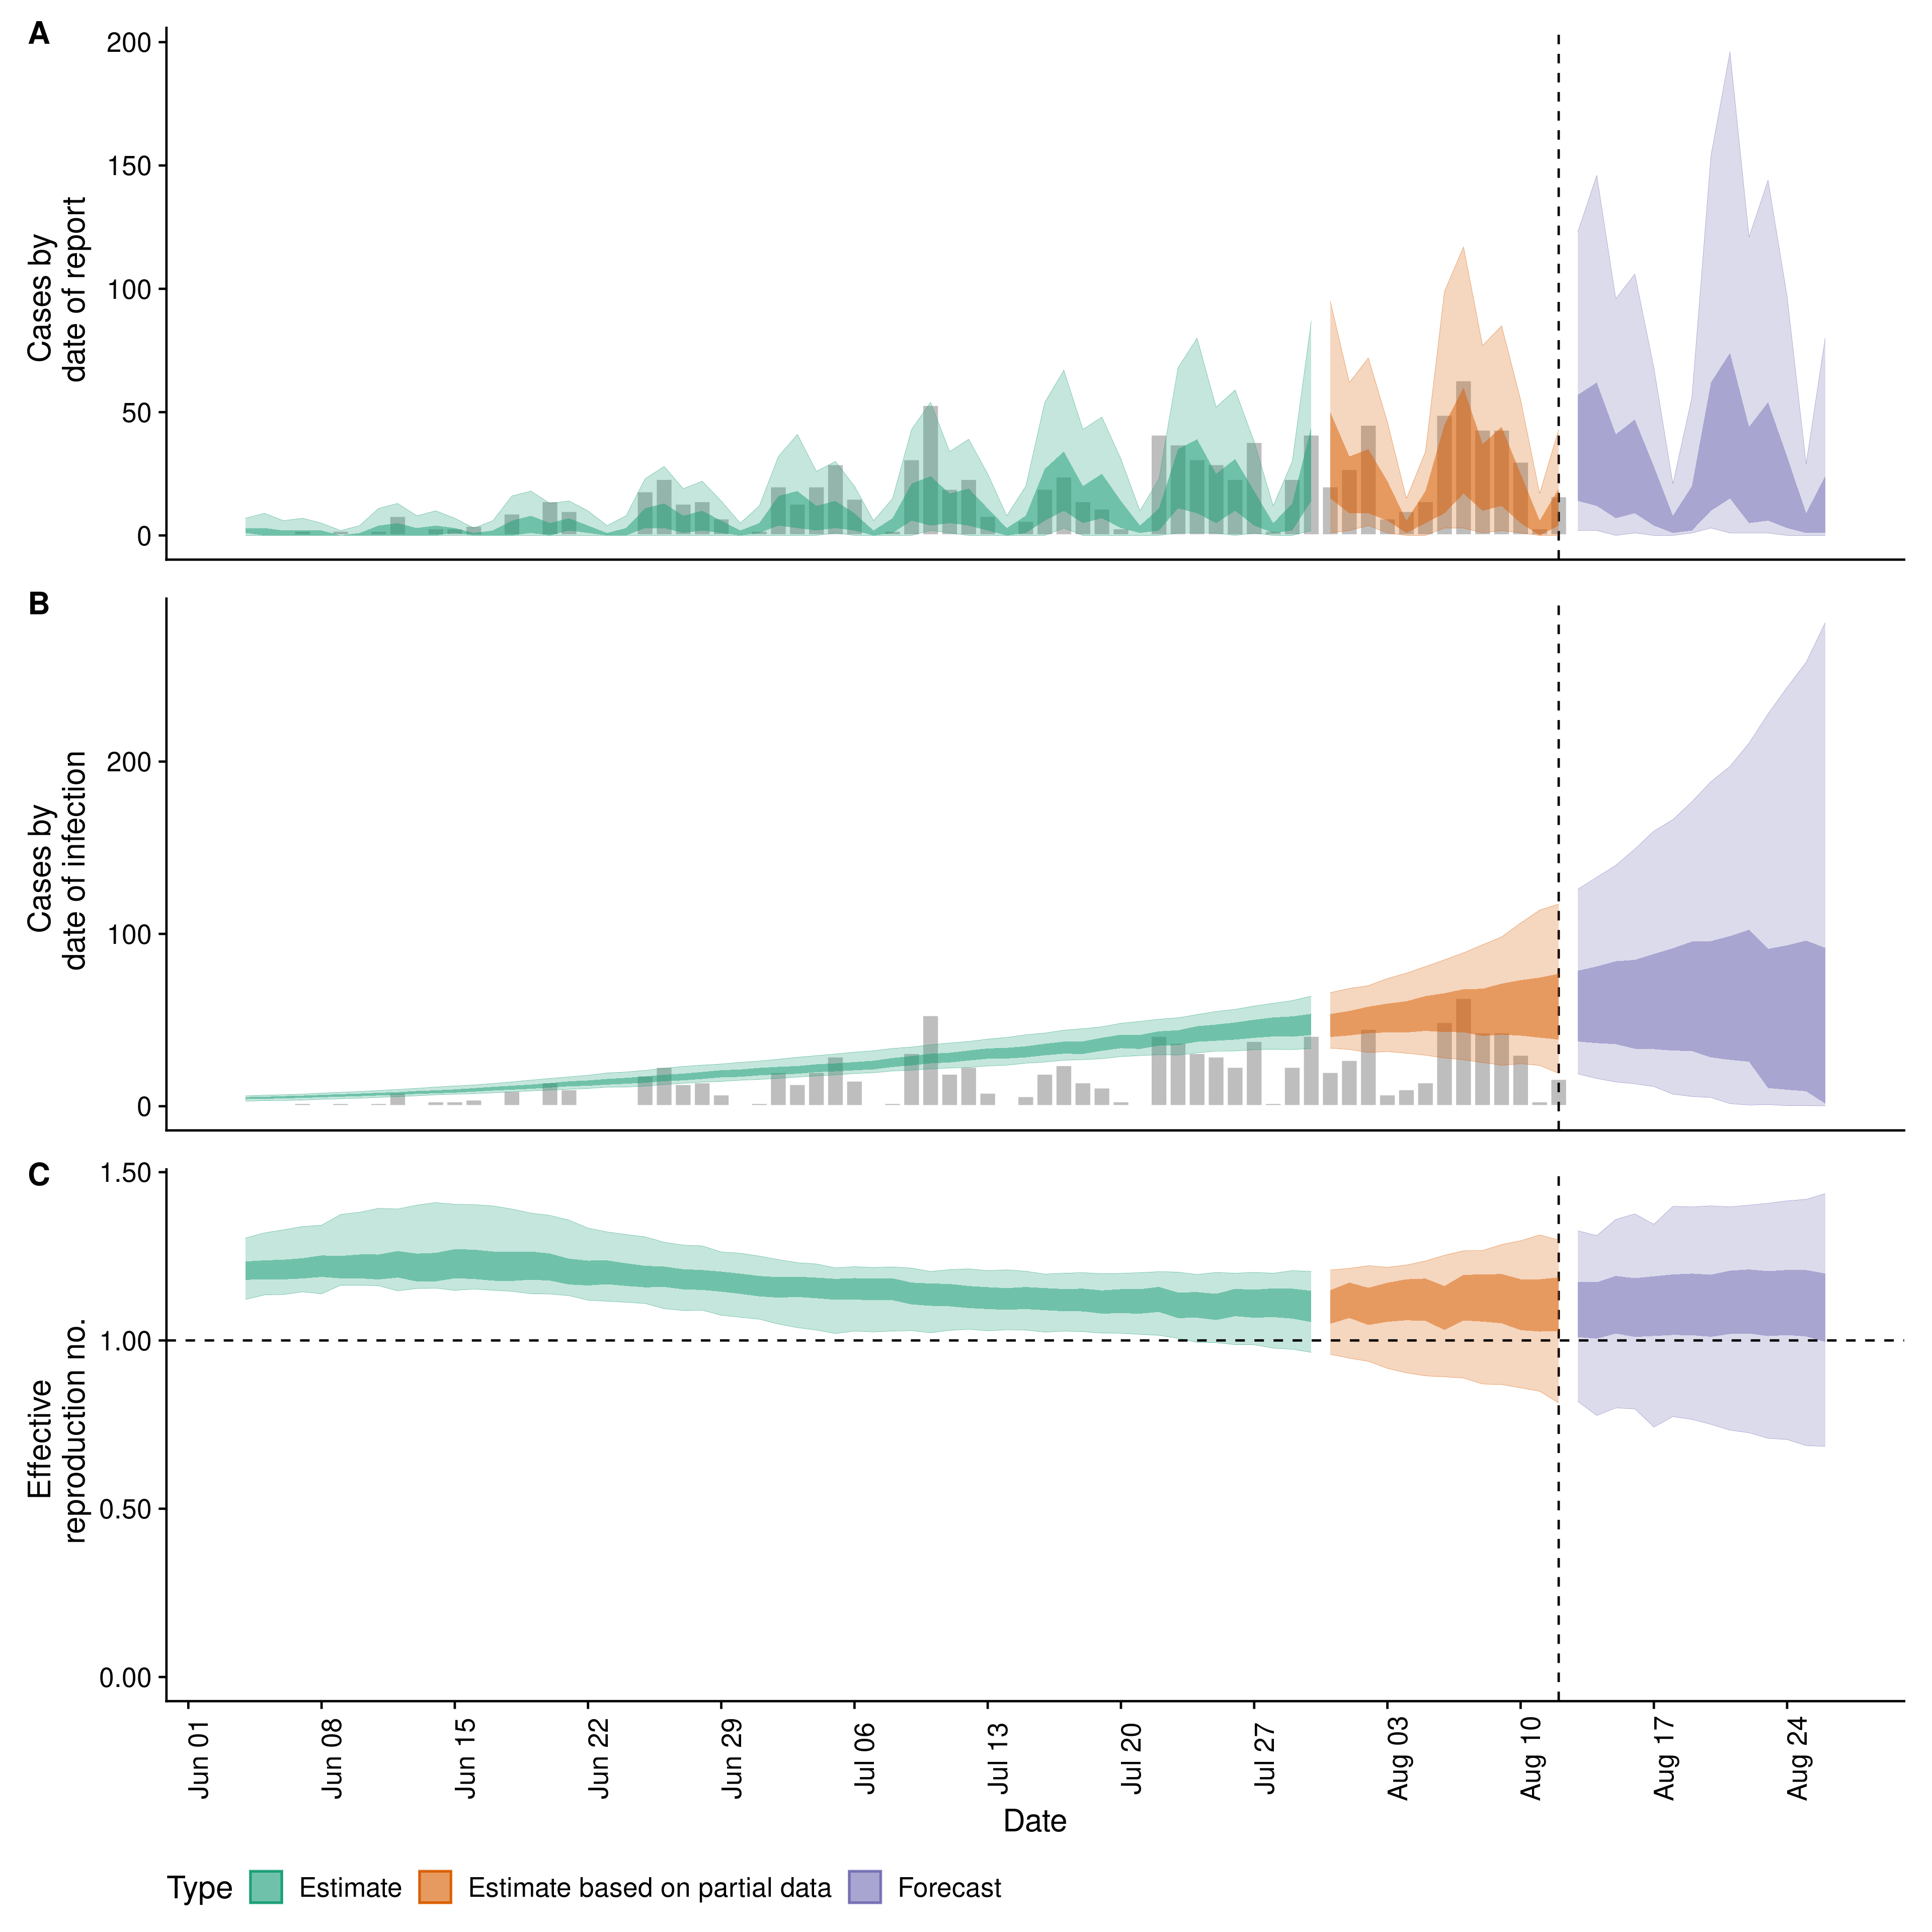 A
200
150
100
50
0
Cases by
date of report
B
200
100
0
Cases by
date of infection
C
1.50
1.00
0.50
0.00
Effective
reproduction no.
Jun 01
Jun 08
Jun 15
Jun 22
Jun 29
Jul 06
Jul 13
Jul 20
Jul 27
Aug 03
Aug 10
Aug 17
Aug 24
Date
Type Estimate Estimate based on partial data Forecast